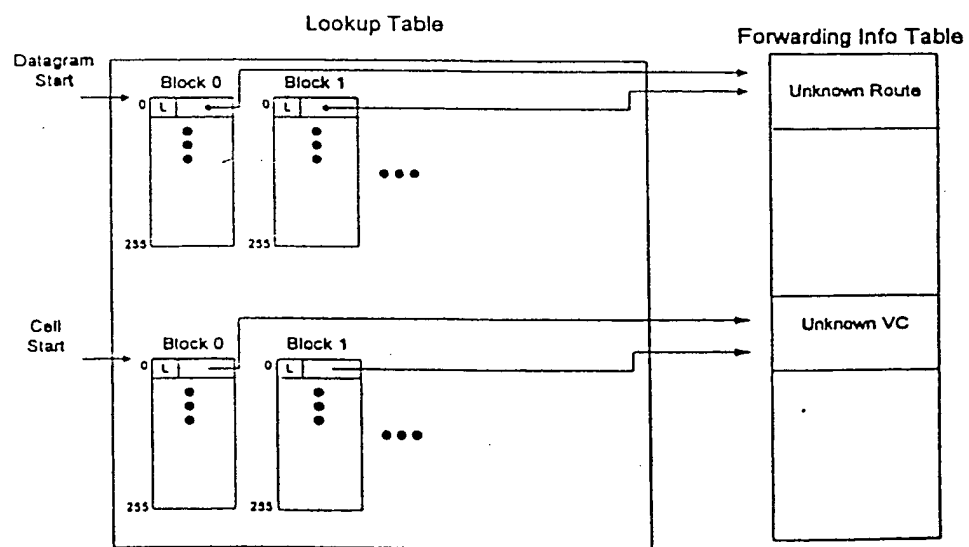 Lookup Table
Forwarding Info Table
Datagram
Start
Block 0
Block 1
0
L
0
L
Unknown Route
255
255
Unknown VC
Cell
Start
Block 0
Block 1
0
L
0
L
255
255